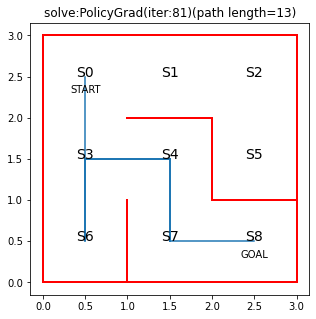 solve:PolicyGrad(iter:81)(path length=13)
3.0
2.5
2.0
1.5
1.0
0.5
0.0
S0 S1 S2
START
S3 S4 S5
S6 S7 S8
GOAL
0.0 0.5 1.0 1.5 2.0 2.5 3.0